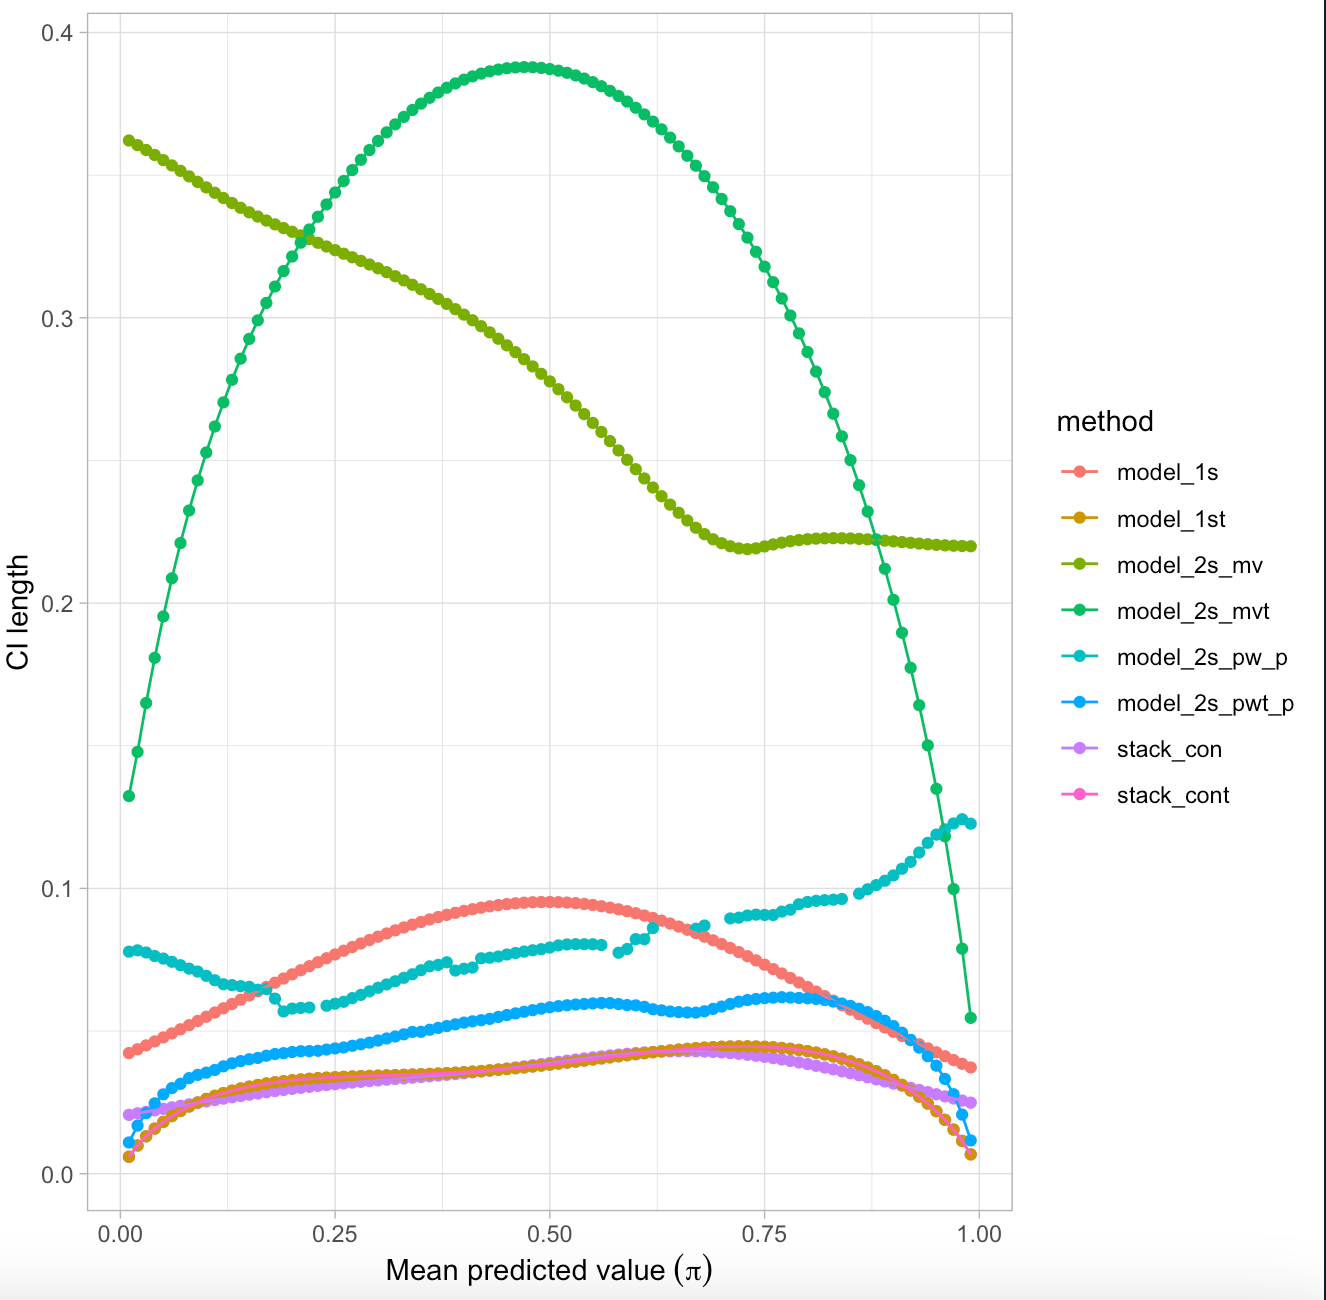 0.4
0.3
0.2
0.1
0.0
CI length
0.00 0.25 0.50 0.75 1.00
Mean predicted value (π)
method
model_1s
model_1st
model_2s_mv
model_2s_mvt
model_2s_pw_p
model_2s_pwt_p
stack_con
stack_cont